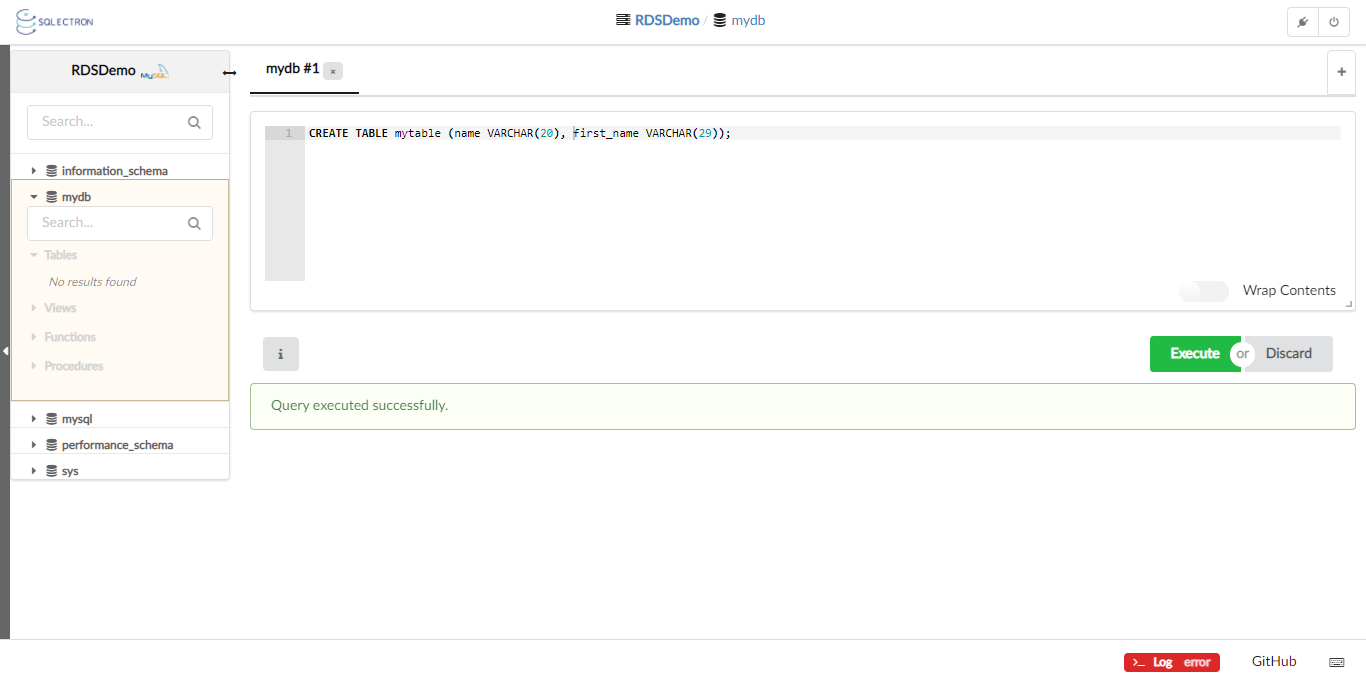 SQLECTRON
RDSDemo / mydb
RDSDemo MySQL
mydb #1 ×
+
Search...
1 CREATE TABLE mytable (name VARCHAR(20), first_name VARCHAR(29));
information_schema
mydb
Search...
Tables
No results found
Views
Functions
Procedures
mysql
performance_schema
sys
Wrap Contents
i
Execute or Discard
Query executed successfully.
>_ Log error
GitHub